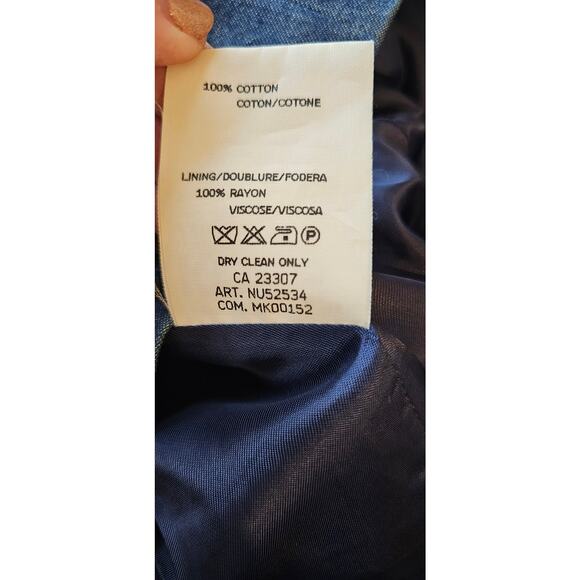 100% COTTON
COTON/COTONE
LINING/DOUBLURE/FODERA
100% RAYON
VISCOSE/VISCOSA
P
DRY CLEAN ONLY
CA 23307
ART. NU52534
COM. MK00152